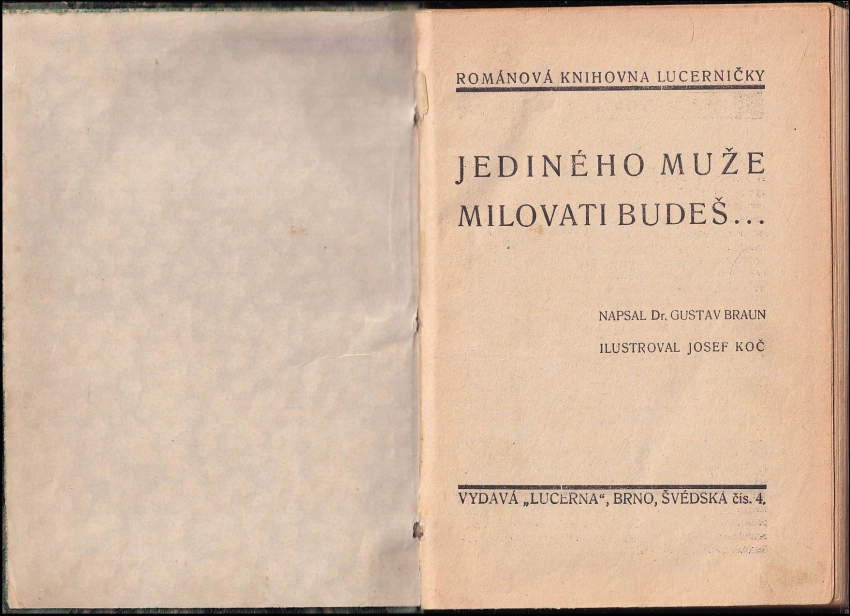 ROMÁNOVÁ KNIHOVNA LUCERNIČKY
JEDINÉHO MUŽE
MILOVATI BUDEŠ...
NAPSAL Dr. GUSTAV BRAUN
ILUSTROVAL JOSEF KOČ
VYDAVÁ „LUCERNA“, BRNO, ŠVÉDSKÁ čís. 4.